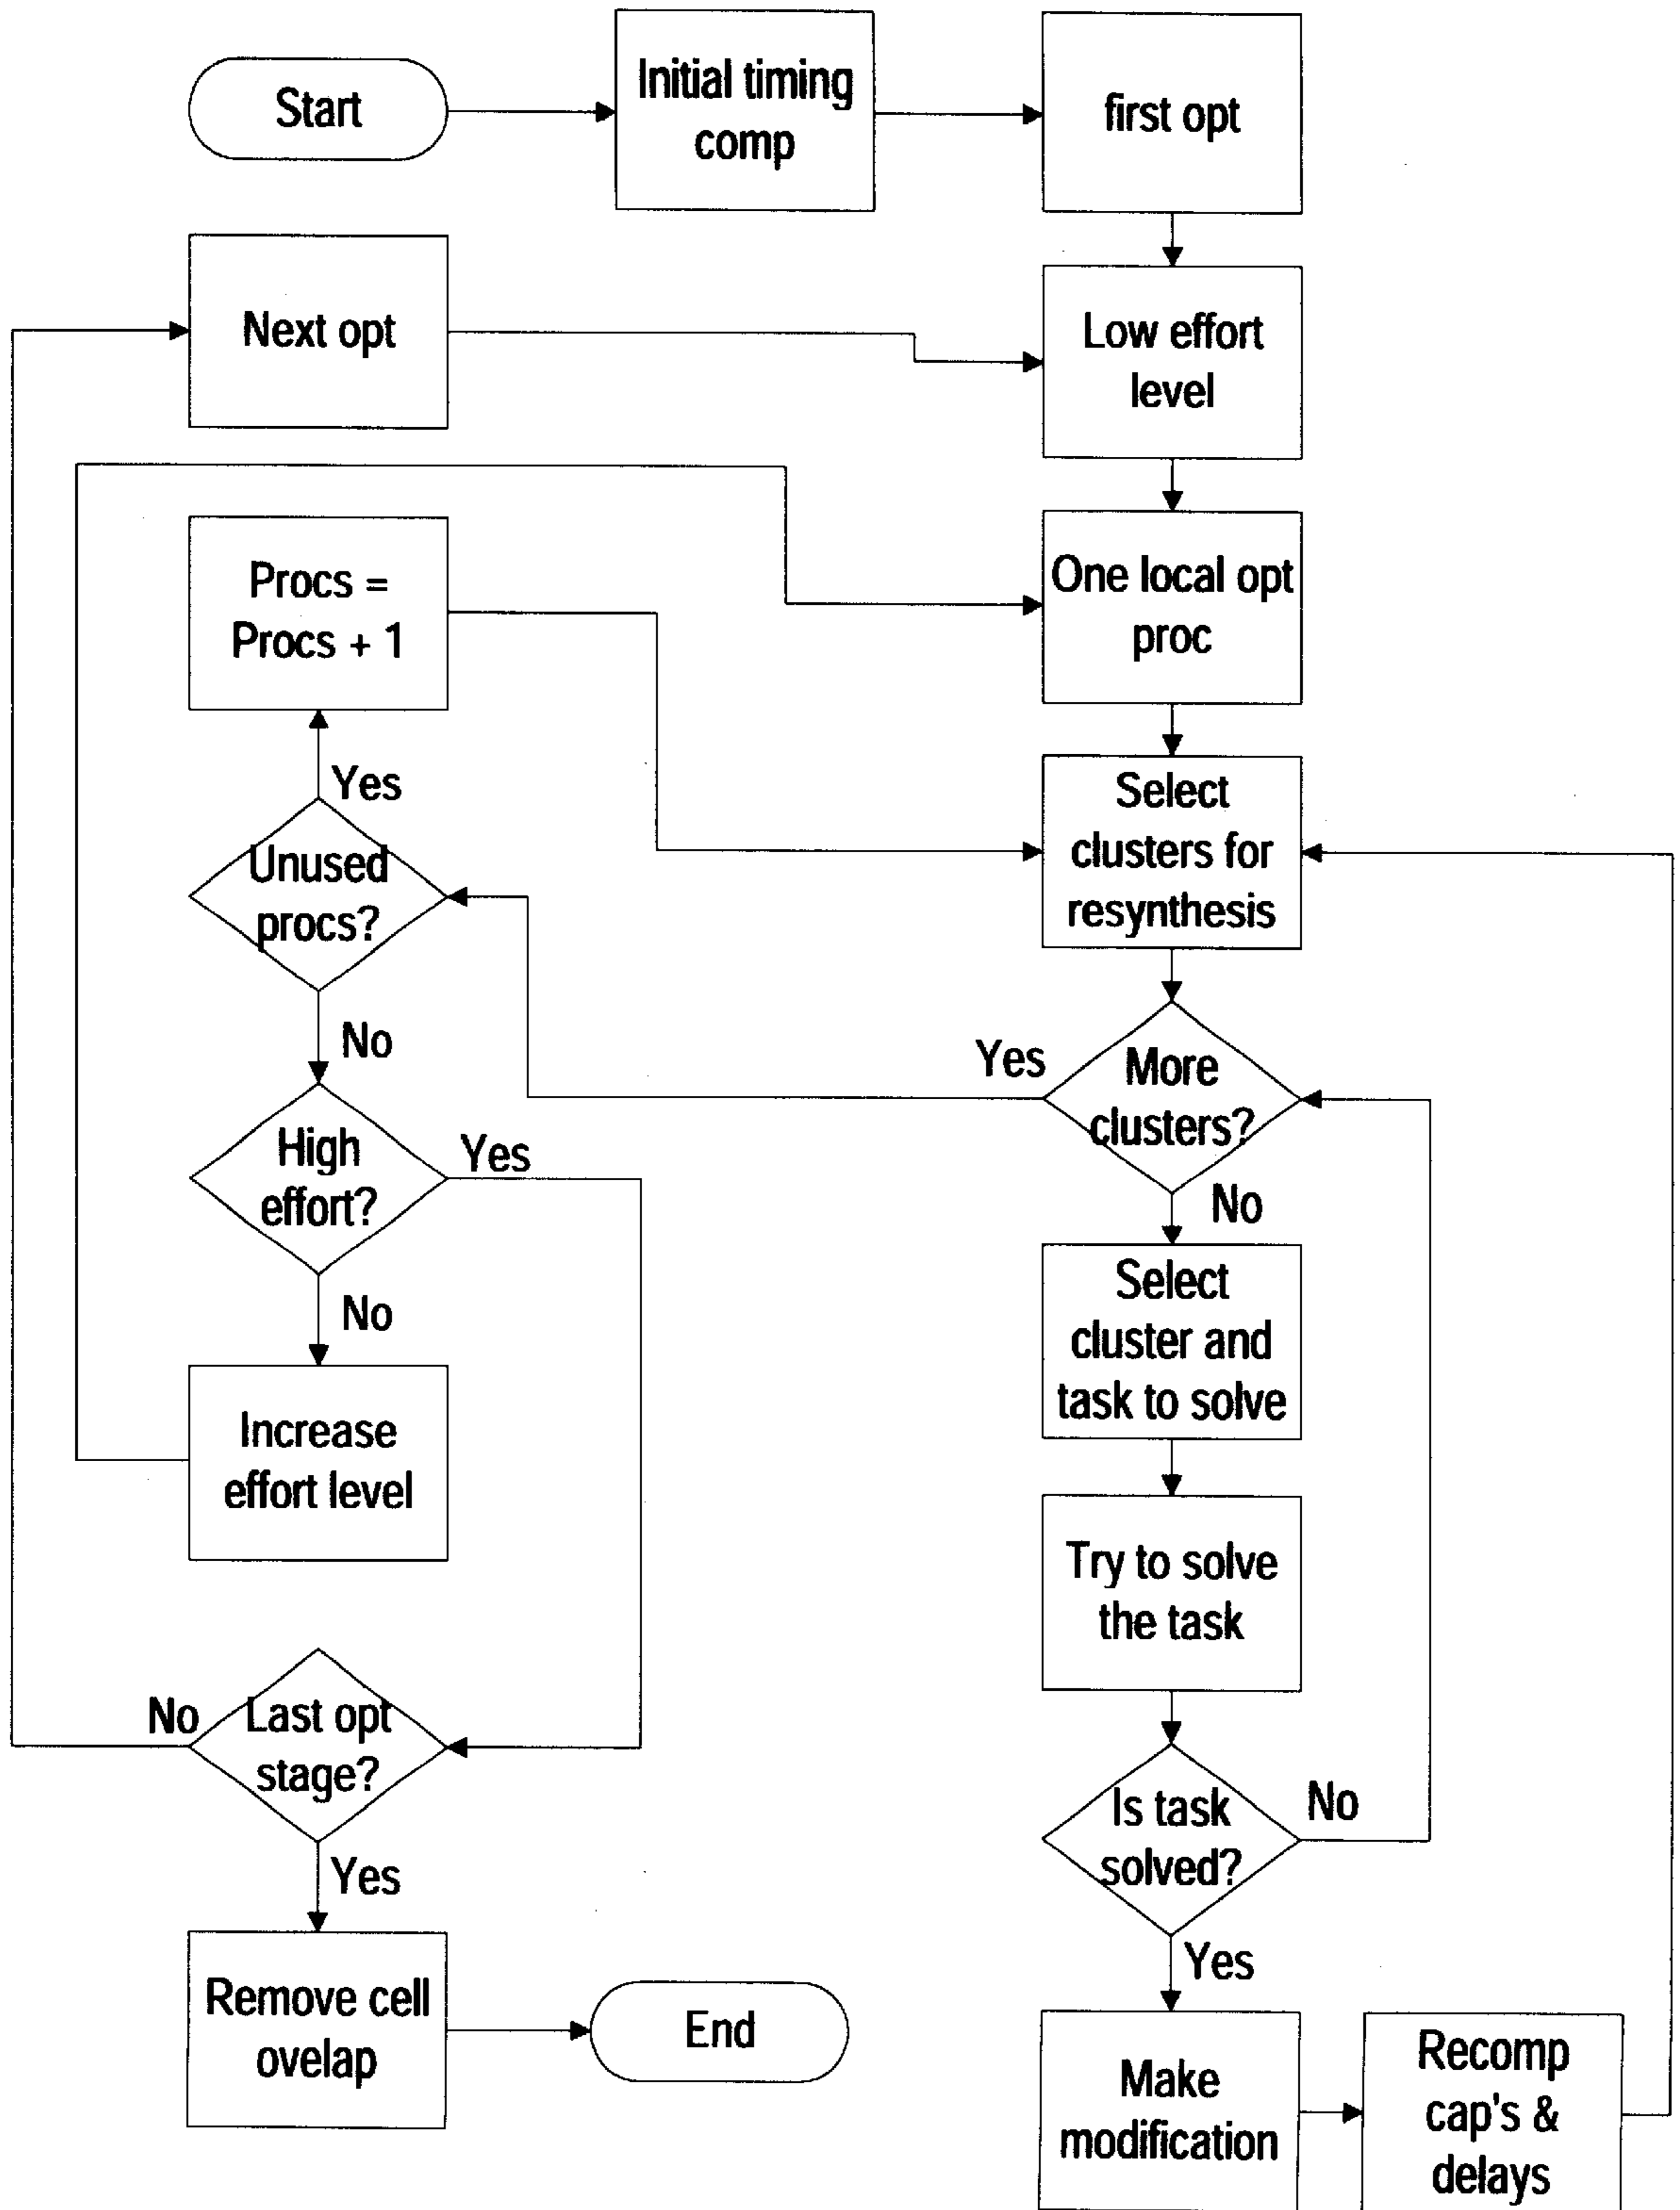 Start
Initial timing
comp
first opt
Next opt
Low effort
level
Procs =
Procs + 1
One local opt
proc
Yes
Select
clusters for
resynthesis
Unused
procs?
No
Yes
More
clusters?
High
effort?
Yes
No
No
Select
cluster and
task to solve
Increase
effort level
Try to solve
the task
No
Last opt
stage?
Is task
solved?
No
Yes
Yes
Remove cell
ovelap
End
Make
modification
Recomp
cap's &
delays